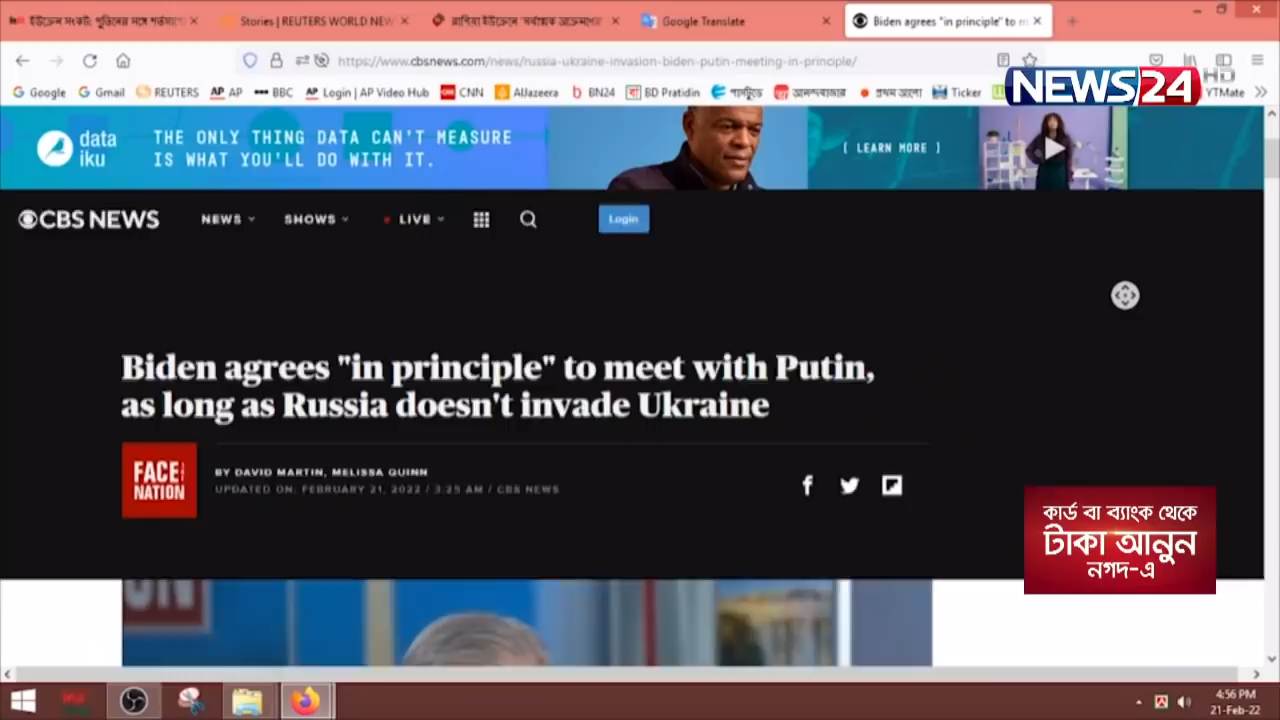 Stories | REUTERS WORLD NEW
Google Translate
Biden agrees "in principle" to m
https://www.cbsnews.com/news/russia-ukraine-invasion-biden-putin-meeting-in-principle/
NEWS24
HD
Google
Gmail
REUTERS
AP
BBC
Login | AP Video Hub
CNN
AlJazeera
BN24
BD Pratidin
আনন্দবাজার
প্রথম আলো
Ticker
YTMate
data
iku
THE ONLY THING DATA CAN'T MEASURE
IS WHAT YOU'LL DO WITH IT.
[ LEARN MORE ]
CBS NEWS
NEWS
SHOWS
LIVE
Login
Biden agrees "in principle" to meet with Putin,
as long as Russia doesn't invade Ukraine
FACE THE
NATION
BY DAVID MARTIN, MELISSA QUINN
UPDATED ON: FEBRUARY 21, 2022 / 3:25 AM / CBS NEWS
কার্ড বা ব্যাংক থেকে
টাকা আনুন
নগদ-এ
4:56 PM
21-Feb-22